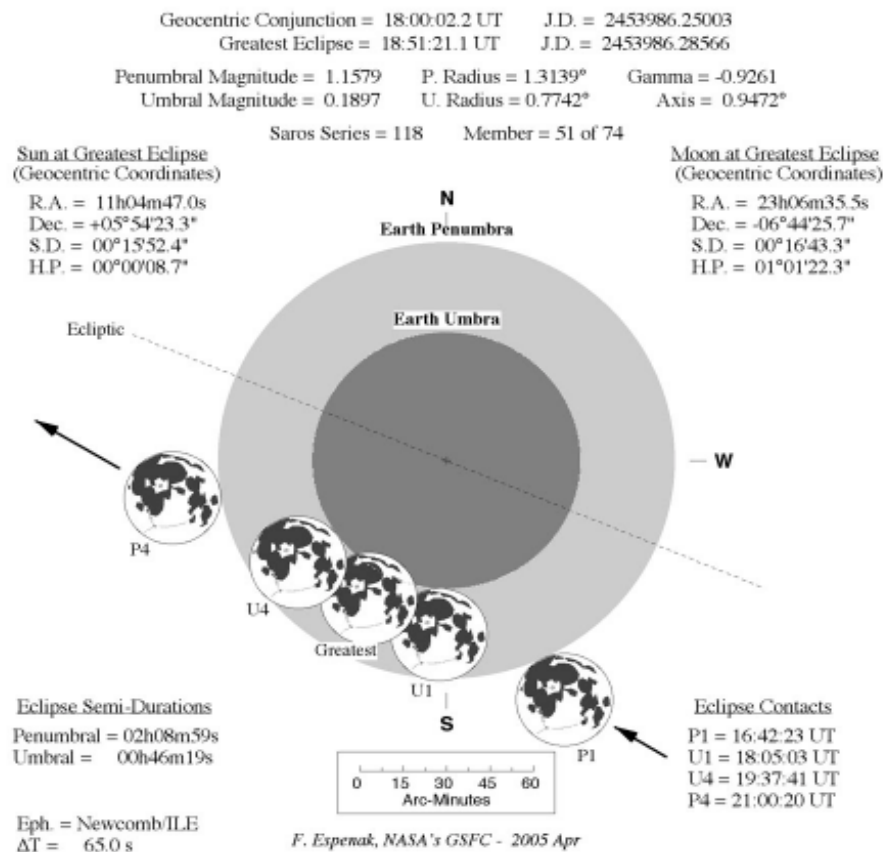 Geocentric Conjunction = 18:00:02.2 UT J.D. = 2453986.25003
Greatest Eclipse = 18:51:21.1 UT J.D. = 2453986.28566
Penumbral Magnitude = 1.1579 P. Radius = 1.3139° Gamma = -0.9261
Umbral Magnitude = 0.1897 U. Radius = 0.7742° Axis = 0.9472°
Saros Series = 118 Member = 51 of 74
Sun at Greatest Eclipse
(Geocentric Coordinates)
R.A. = 11h04m47.0s
Dec. = +05°54'23.3"
S.D. = 00°15'52.4"
H.P. = 00°00'08.7"
Moon at Greatest Eclipse
(Geocentric Coordinates)
R.A. = 23h06m35.5s
Dec. = -06°44'25.7"
S.D. = 00°16'43.3"
H.P. = 01°01'22.3"
N
Earth Penumbra
Earth Umbra
Ecliptic
W
P4
U4
Greatest
U1
S
P1
Eclipse Semi-Durations
Penumbral = 02h08m59s
Umbral = 00h46m19s
Eclipse Contacts
P1 = 16:42:23 UT
U1 = 18:05:03 UT
U4 = 19:37:41 UT
P4 = 21:00:20 UT
0 15 30 45 60
Arc-Minutes
Eph. = Newcomb/ILE
ΔT = 65.0 s
F. Espenak, NASA's GSFC - 2005 Apr